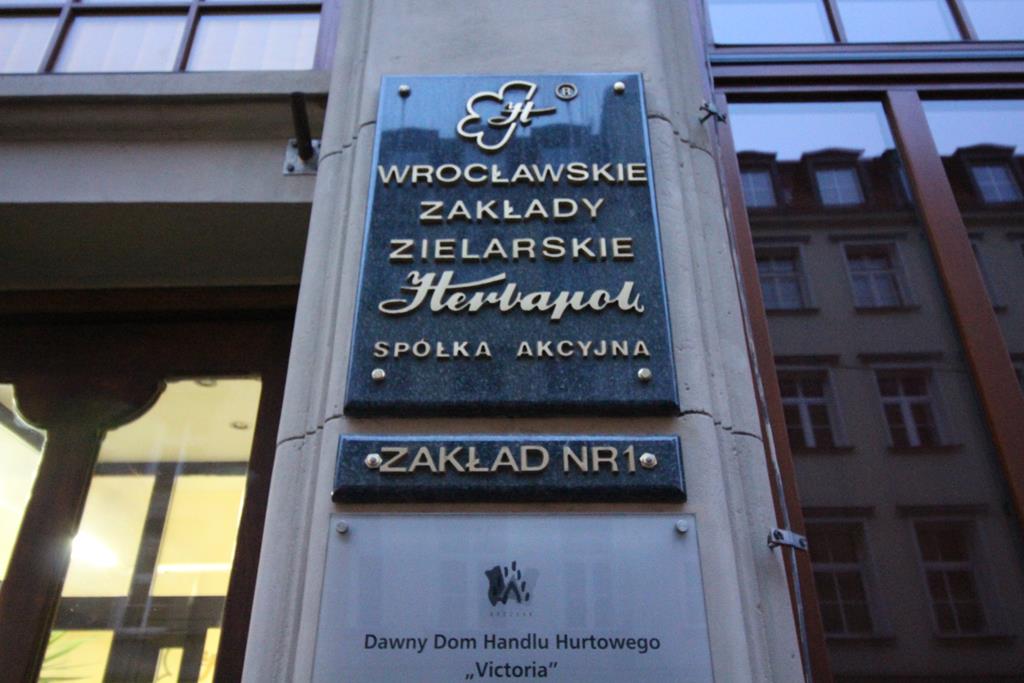 H ®
WROCŁAWSKIE
ZAKŁADY
ZIELARSKIE
Herbapol
SPÓŁKA AKCYJNA
ZAKŁAD NR1
W
Dawny Dom Handlu Hurtowego
„Victoria”